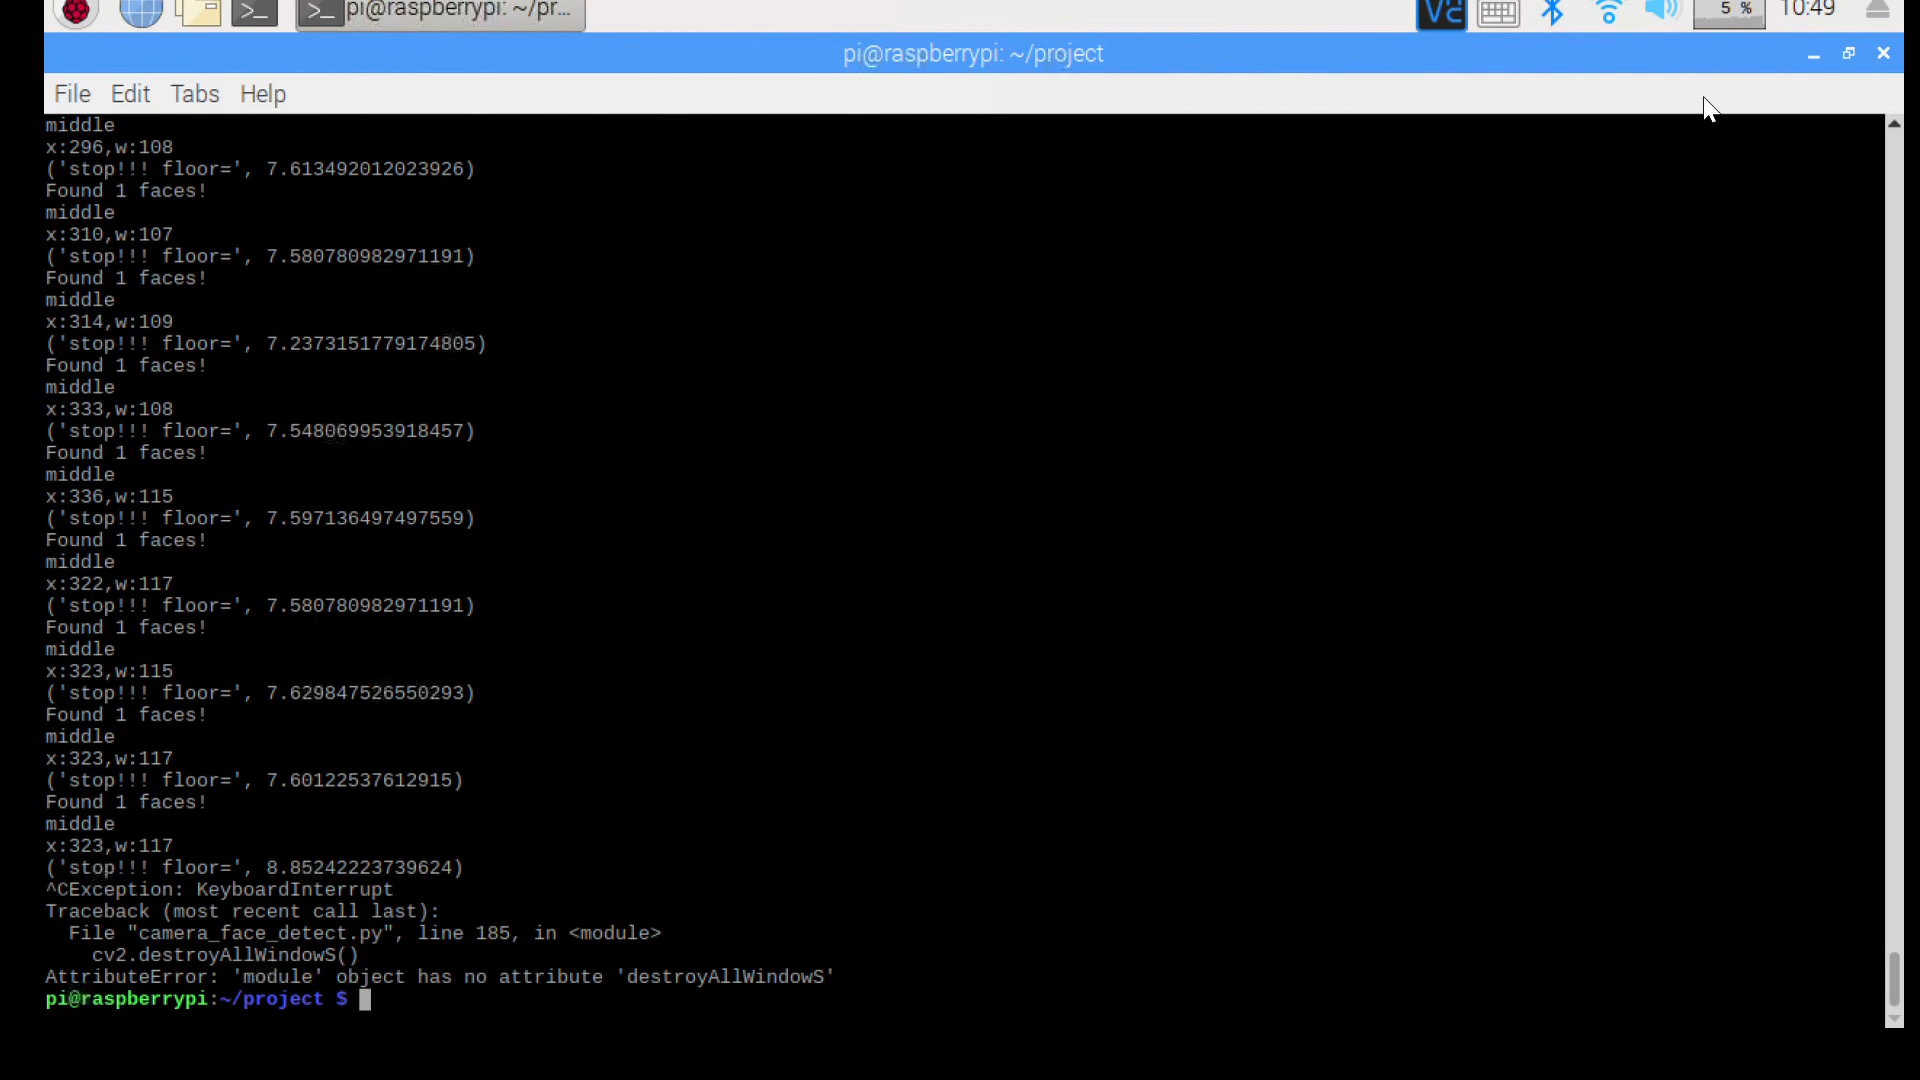 pi@raspberrypi: ~/pr...
5 %
10:49
pi@raspberrypi: ~/project
File Edit Tabs Help
middle
x:296,w:108
('stop!!! floor=', 7.613492012023926)
Found 1 faces!
middle
x:310,w:107
('stop!!! floor=', 7.580780982971191)
Found 1 faces!
middle
x:314,w:109
('stop!!! floor=', 7.2373151779174805)
Found 1 faces!
middle
x:333,w:108
('stop!!! floor=', 7.548069953918457)
Found 1 faces!
middle
x:336,w:115
('stop!!! floor=', 7.597136497497559)
Found 1 faces!
middle
x:322,w:117
('stop!!! floor=', 7.580780982971191)
Found 1 faces!
middle
x:323,w:115
('stop!!! floor=', 7.629847526550293)
Found 1 faces!
middle
x:323,w:117
('stop!!! floor=', 7.60122537612915)
Found 1 faces!
middle
x:323,w:117
('stop!!! floor=', 8.85242223739624)
^CException: KeyboardInterrupt
Traceback (most recent call last):
  File "camera_face_detect.py", line 185, in <module>
    cv2.destroyAllWindowS()
AttributeError: 'module' object has no attribute 'destroyAllWindowS'
pi@raspberrypi:~/project $